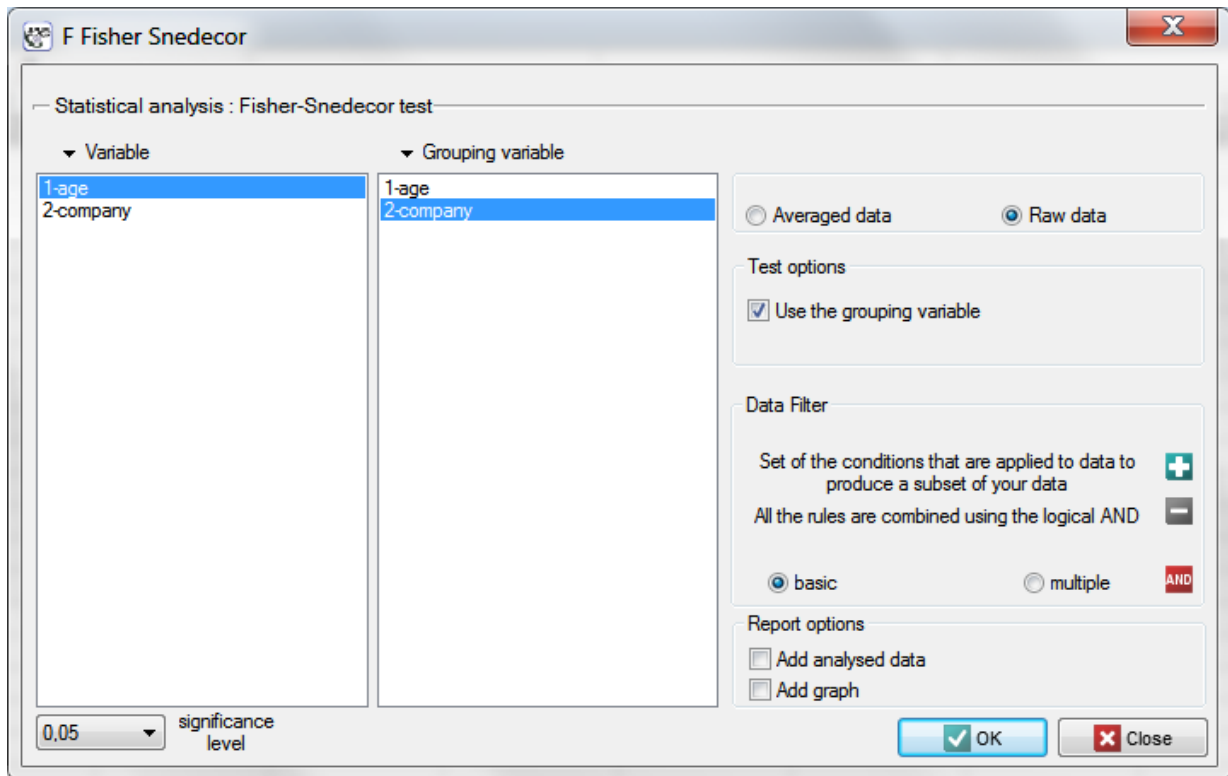 F Fisher Snedecor
X
Statistical analysis : Fisher-Snedecor test
Variable
1-age
2-company
Grouping variable
1-age
2-company
Averaged data
Raw data
Test options
Use the grouping variable
Data Filter
Set of the conditions that are applied to data to
produce a subset of your data
All the rules are combined using the logical AND
basic
multiple
AND
Report options
Add analysed data
Add graph
0,05
significance
level
OK
Close